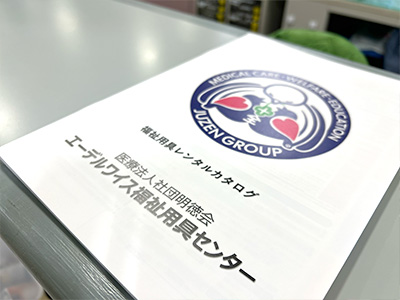 MEDICAL CARE · WELFARE · EDUCATION
JUZEN GROUP
福祉用具レンタルカタログ
医療法人社団明徳会
エーデルワイス福祉用具センター